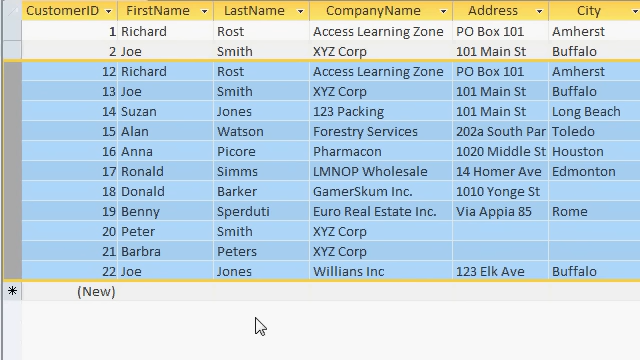 CustomerID FirstName LastName CompanyName Address City
1 Richard Rost Access Learning Zone PO Box 101 Amherst
2 Joe Smith XYZ Corp 101 Main St Buffalo
12 Richard Rost Access Learning Zone PO Box 101 Amherst
13 Joe Smith XYZ Corp 101 Main St Buffalo
14 Suzan Jones 123 Packing 101 Main St Long Beach
15 Alan Watson Forestry Services 202a South Par Toledo
16 Anna Picore Pharmacon 1020 Middle St Houston
17 Ronald Simms LMNOP Wholesale 14 Homer Ave Edmonton
18 Donald Barker GamerSkum Inc. 1010 Yonge St
19 Benny Sperduti Euro Real Estate Inc. Via Appia 85 Rome
20 Peter Smith XYZ Corp
21 Barbra Peters XYZ Corp
22 Joe Jones Willians Inc 123 Elk Ave Buffalo
(New)